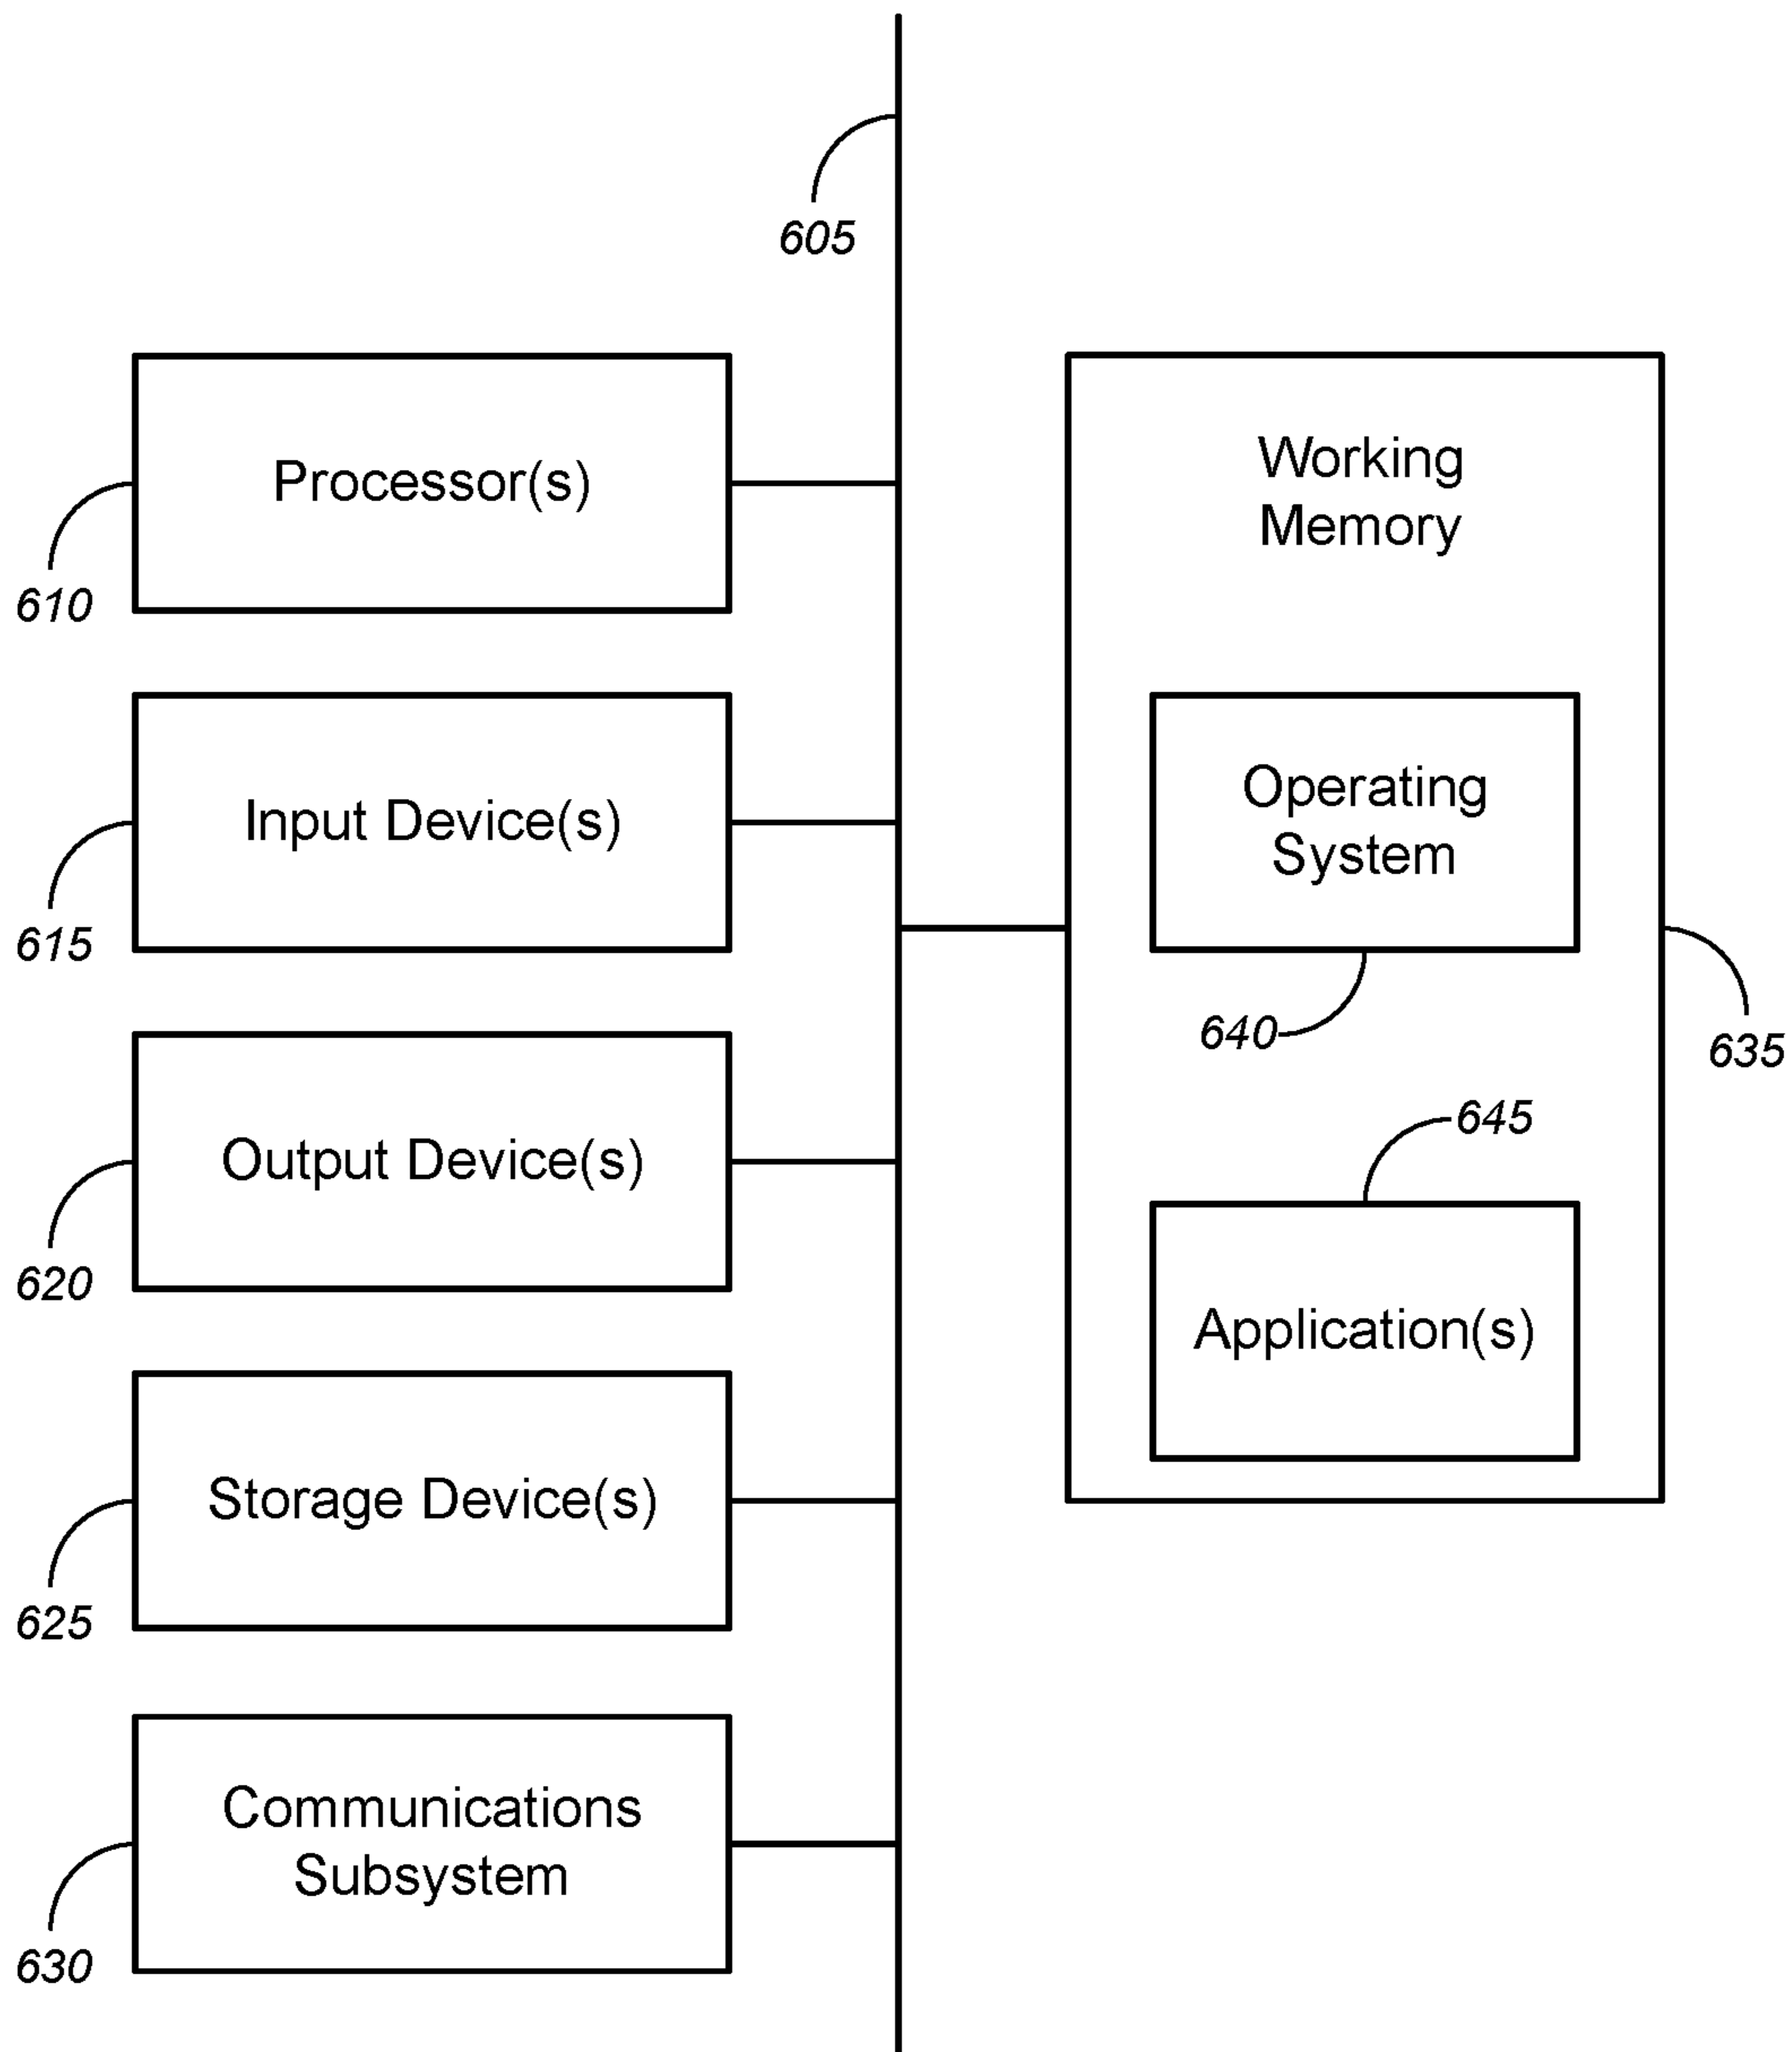 605
Processor(s)
610
Input Device(s)
615
Output Device(s)
620
Storage Device(s)
625
Communications
Subsystem
630
Working
Memory
Operating
System
640
635
645
Application(s)